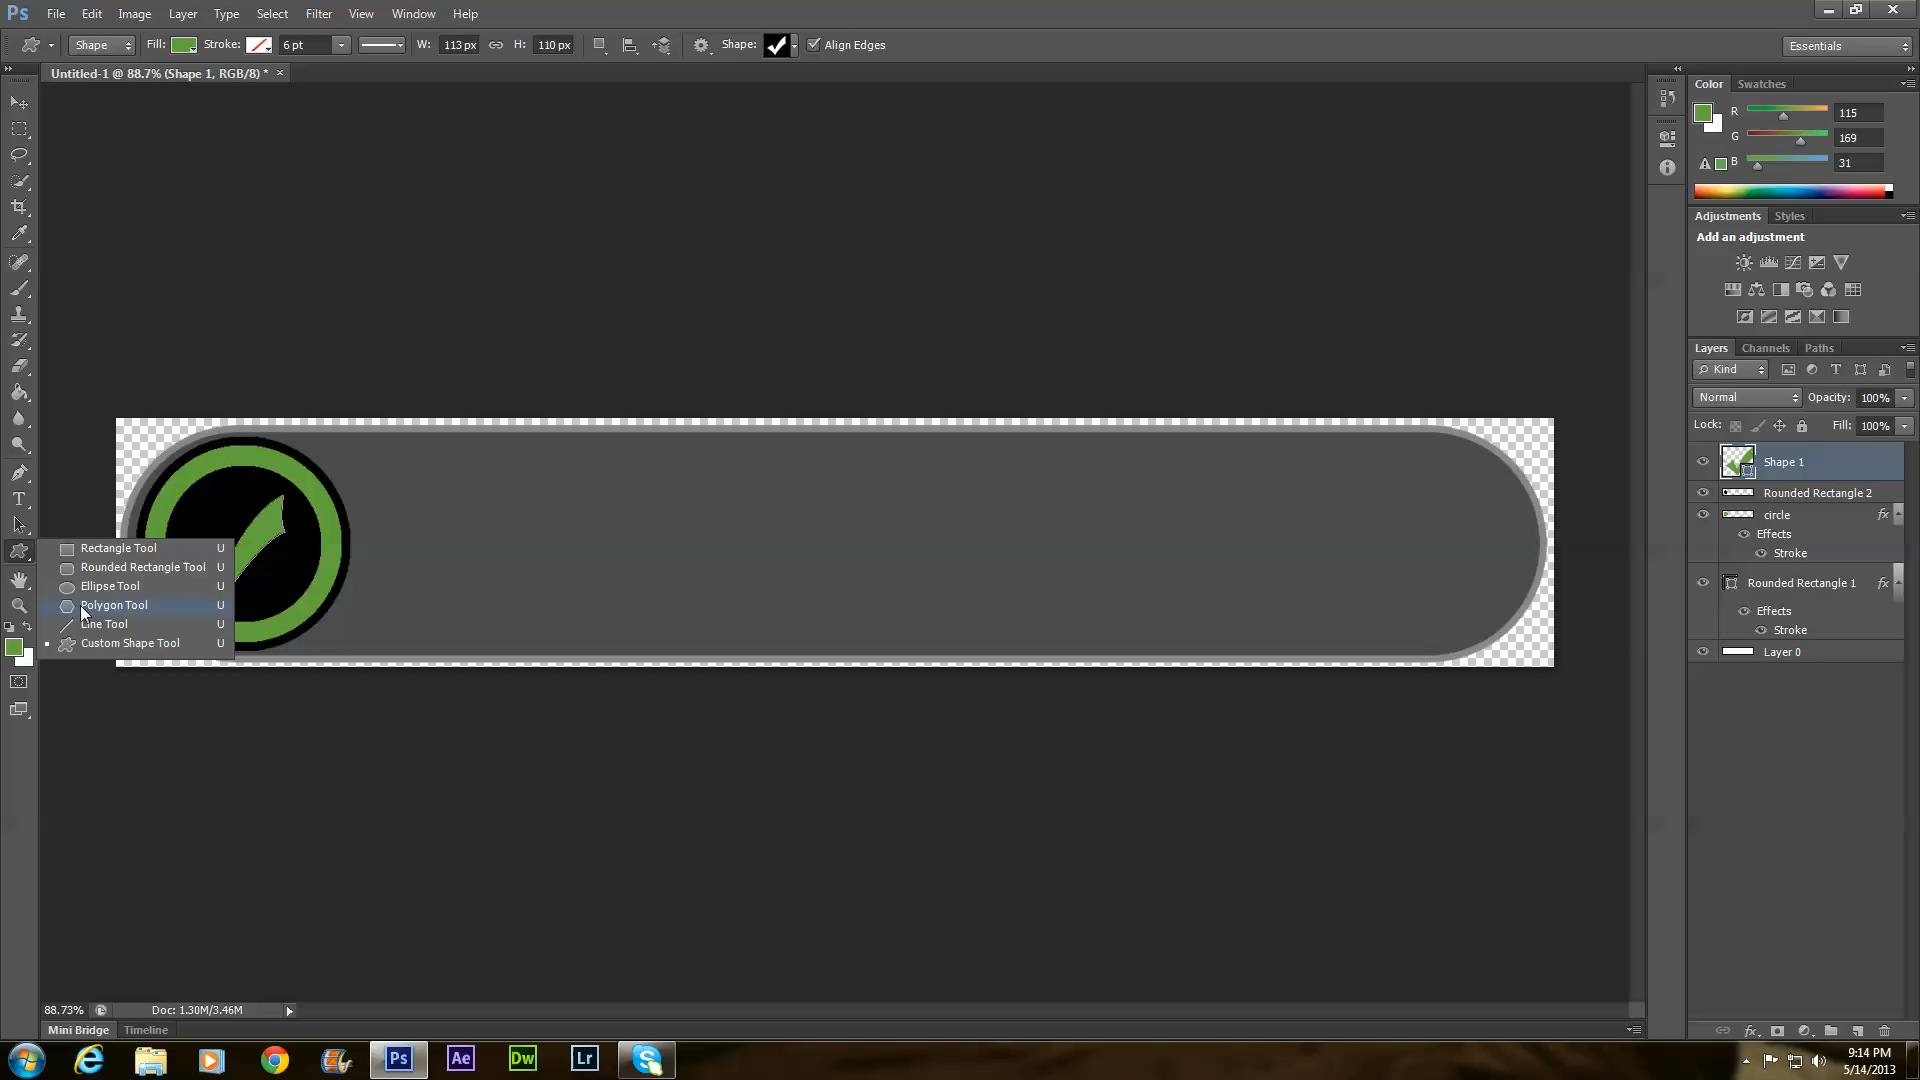 Ps File Edit Image Layer Type Select Filter View Window Help
Shape Fill: Stroke: 6 pt W: 113 px H: 110 px Shape: Align Edges Essentials
Untitled-1 @ 88.7% (Shape 1, RGB/8) * ×
Color Swatches
R 115
G 169
B 31
Adjustments Styles
Add an adjustment
Layers Channels Paths
Kind
Normal Opacity: 100%
Lock: Fill: 100%
Shape 1
Rounded Rectangle 2
circle fx
Effects
Stroke
Rounded Rectangle 1 fx
Effects
Stroke
Layer 0
Rectangle Tool U
Rounded Rectangle Tool U
Ellipse Tool U
Polygon Tool U
Line Tool U
Custom Shape Tool U
88.73% Doc: 1.30M/3.46M
Mini Bridge Timeline
Ps Ae Dw Lr
9:14 PM
5/14/2013